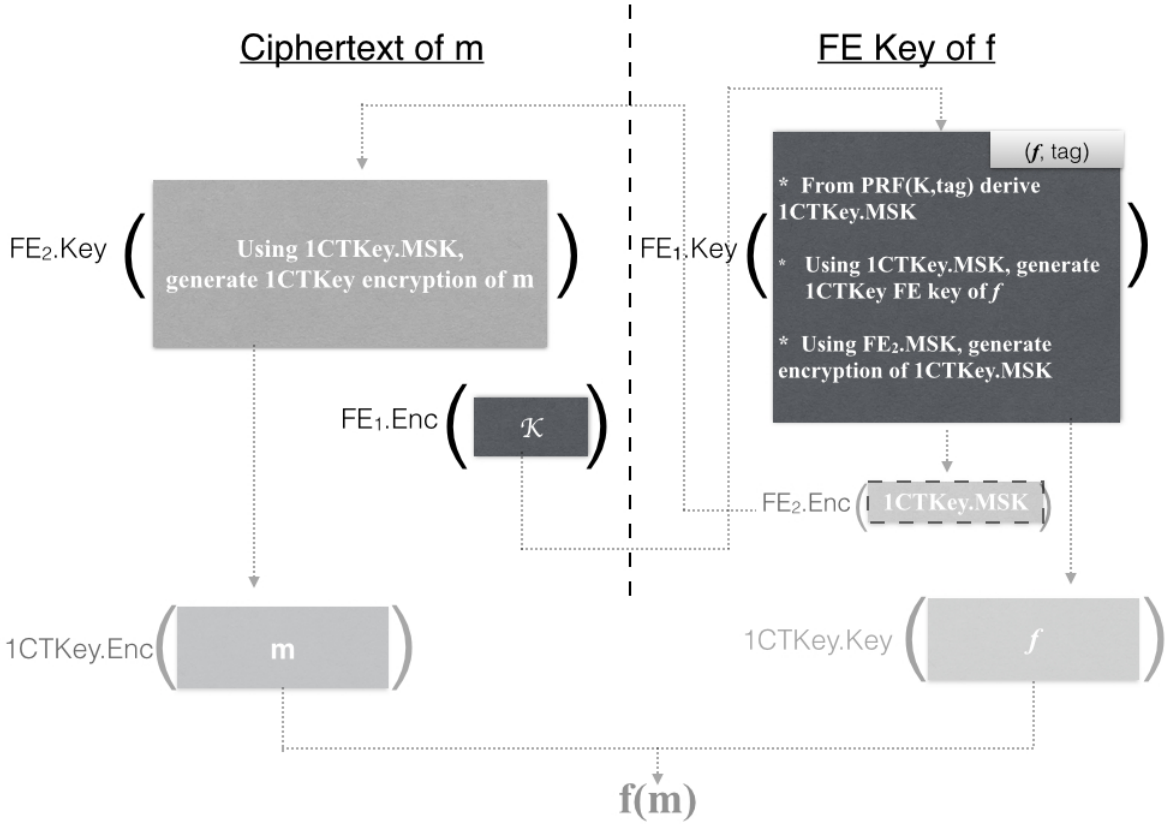 Ciphertext of m
FE Key of f
(f, tag)
* From PRF(K,tag) derive
1CTKey.MSK
* Using 1CTKey.MSK, generate
1CTKey FE key of f
* Using FE₂.MSK, generate
encryption of 1CTKey.MSK
FE₂.Key
Using 1CTKey.MSK,
generate 1CTKey encryption of m
FE₁.Key
FE₁.Enc
K
FE₂.Enc
1CTKey.MSK
1CTKey.Enc
m
1CTKey.Key
f
f(m)